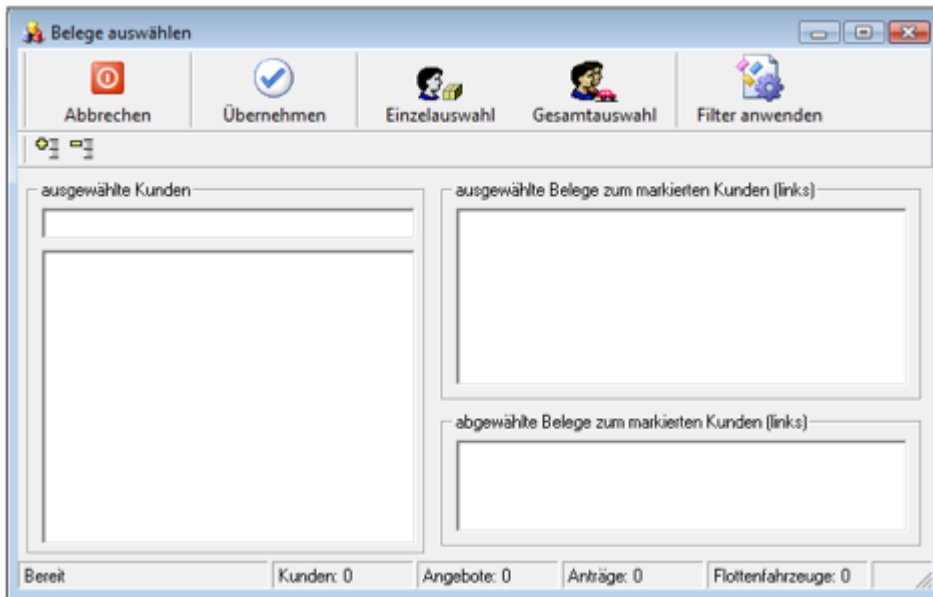 Belege auswählen
Abbrechen Übernehmen Einzelauswahl Gesamtauswahl Filter anwenden
ausgewählte Kunden
ausgewählte Belege zum markierten Kunden (links)
abgewählte Belege zum markierten Kunden (links)
Bereit Kunden: 0 Angebote: 0 Anträge: 0 Flottenfahrzeuge: 0